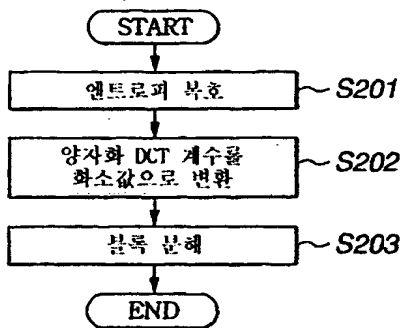 START
엔트로피 복호
S201
양자화 DCT 계수를
화소값으로 변환
S202
블록 분해
S203
END